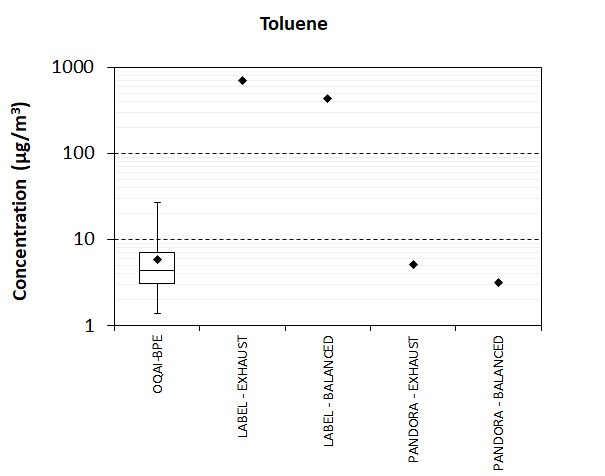 Toluene
Concentration (µg/m³)
1000
100
10
1
OQAI-BPE
LABEL - EXHAUST
LABEL - BALANCED
PANDORA - EXHAUST
PANDORA - BALANCED